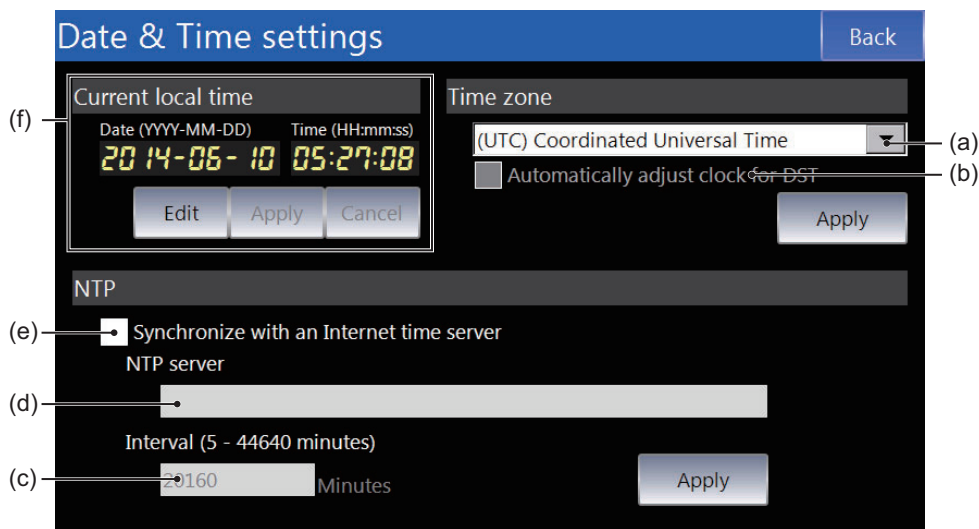 Date & Time settings
Back
(f)
Current local time
Date (YYYY-MM-DD)
Time (HH:mm:ss)
2014-06-10
05:27:08
Edit
Apply
Cancel
Time zone
(UTC) Coordinated Universal Time
(a)
Automatically adjust clock for DST
(b)
Apply
NTP
(e)
Synchronize with an Internet time server
NTP server
(d)
Interval (5 - 44640 minutes)
(c)
20160
Minutes
Apply